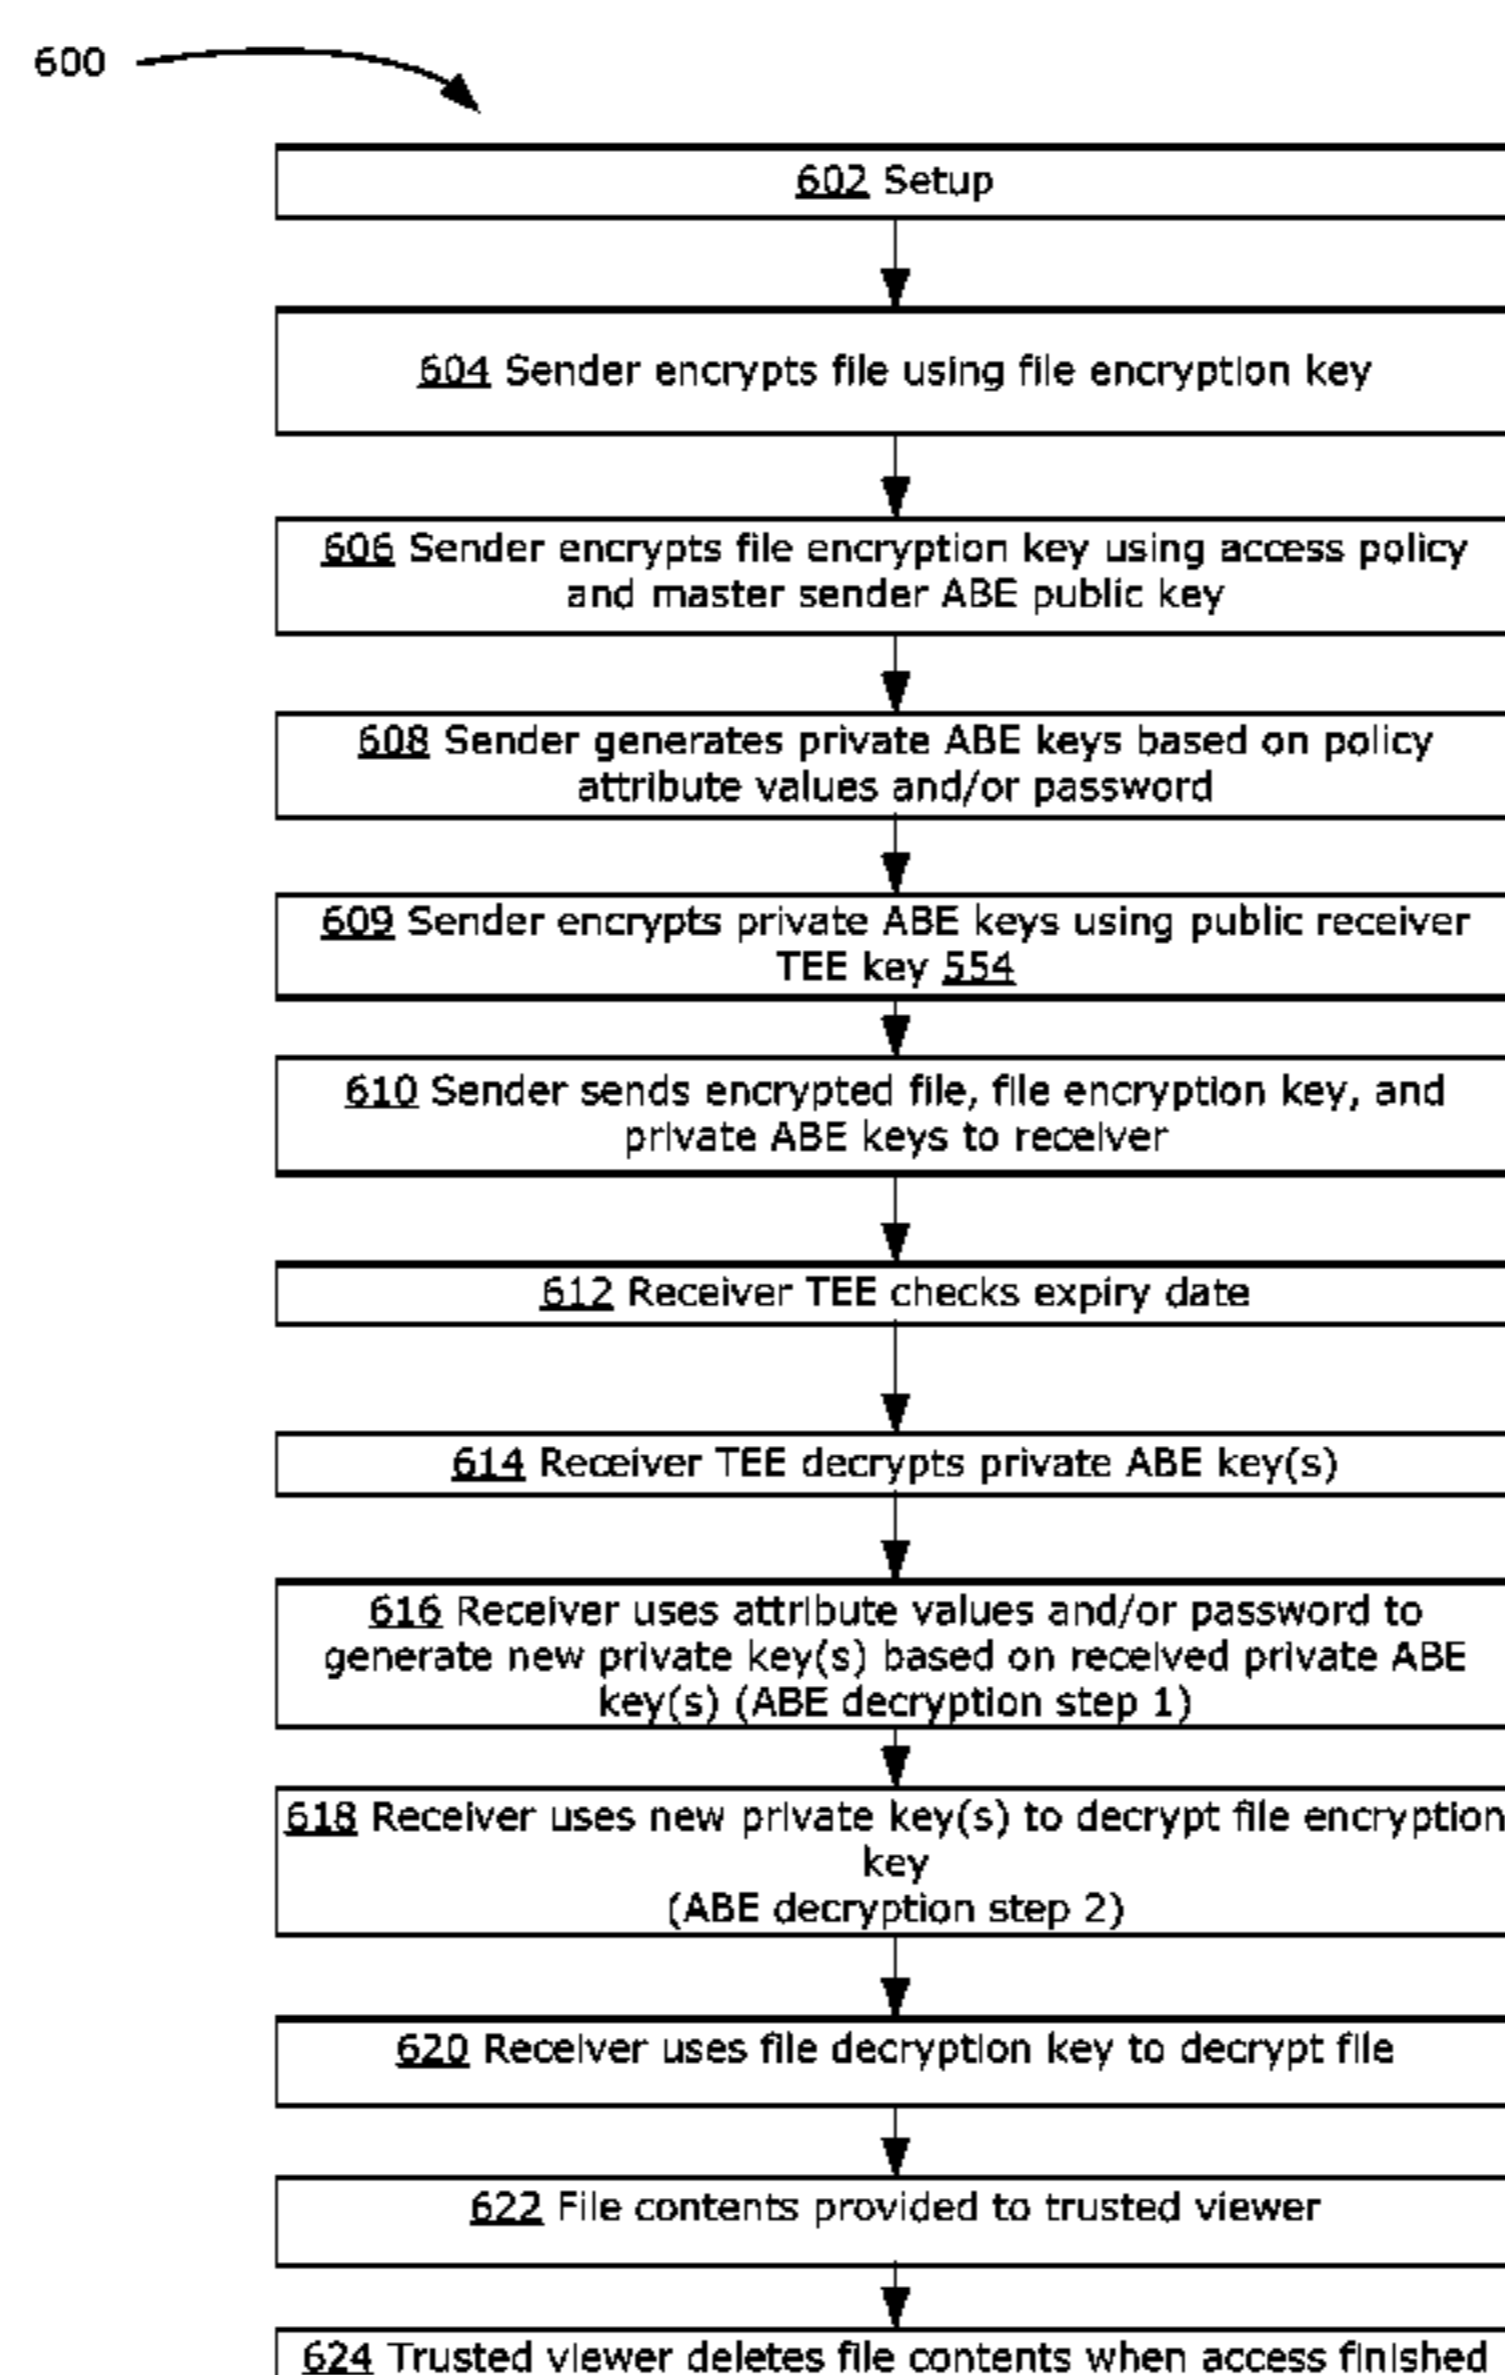 600
602 Setup
604 Sender encrypts file using file encryption key
606 Sender encrypts file encryption key using access policy
and master sender ABE public key
608 Sender generates private ABE keys based on policy
attribute values and/or password
609 Sender encrypts private ABE keys using public receiver
TEE key 554
610 Sender sends encrypted file, file encryption key, and
private ABE keys to receiver
612 Receiver TEE checks expiry date
614 Receiver TEE decrypts private ABE key(s)
616 Receiver uses attribute values and/or password to
generate new private key(s) based on received private ABE
key(s) (ABE decryption step 1)
618 Receiver uses new private key(s) to decrypt file encryption
key
(ABE decryption step 2)
620 Receiver uses file decryption key to decrypt file
622 File contents provided to trusted viewer
624 Trusted viewer deletes file contents when access finished